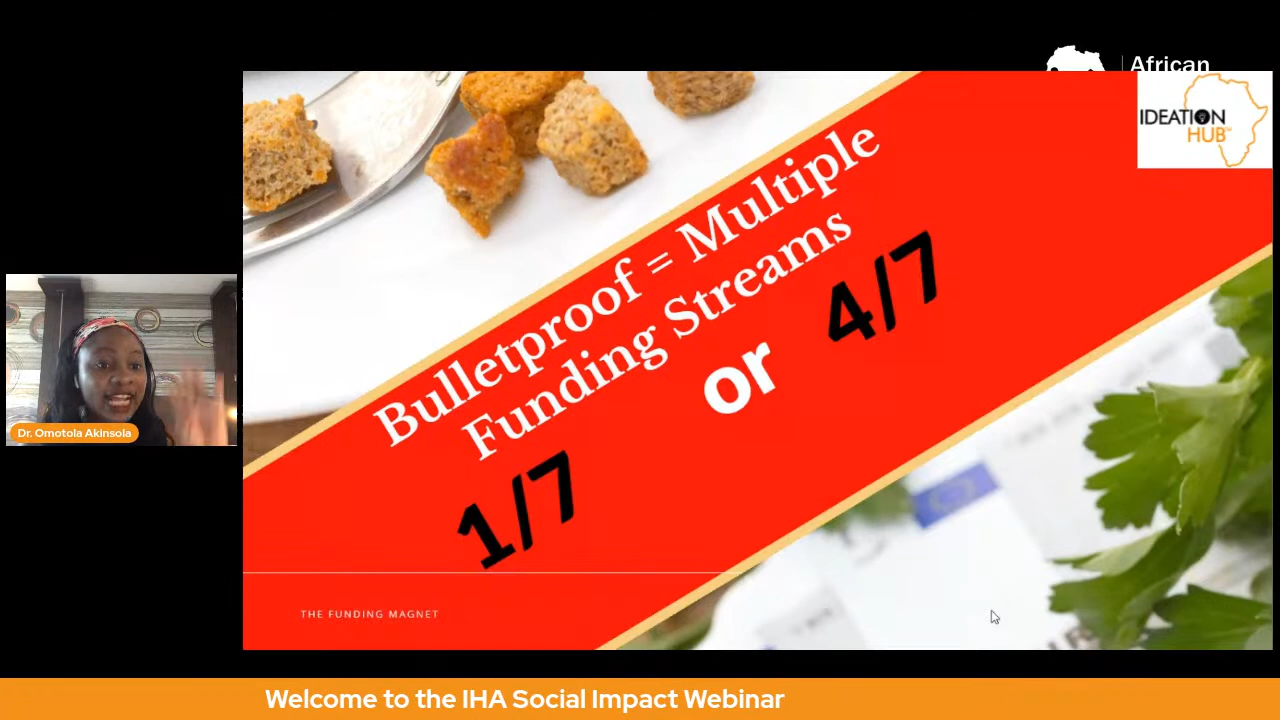 African
IDEATION
HUB
Bulletproof = Multiple
Funding Streams
1/7 or 4/7
Dr. Omotola Akinsola
THE FUNDING MAGNET
Welcome to the IHA Social Impact Webinar